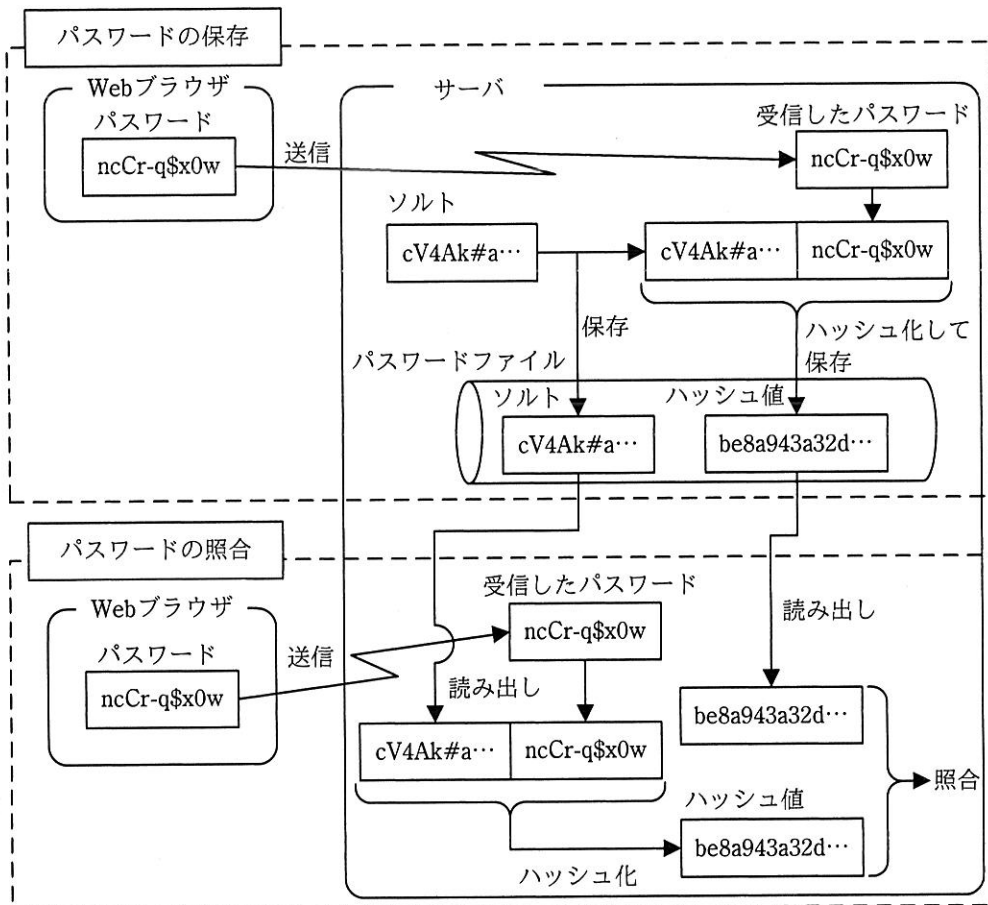 パスワードの保存
Webブラウザ
パスワード
ncCr-q$x0w
送信
サーバ
受信したパスワード
ncCr-q$x0w
ソルト
cV4Ak#a…
cV4Ak#a…
ncCr-q$x0w
保存
ハッシュ化して
保存
パスワードファイル
ソルト
ハッシュ値
cV4Ak#a…
be8a943a32d…
パスワードの照合
Webブラウザ
パスワード
ncCr-q$x0w
送信
受信したパスワード
ncCr-q$x0w
読み出し
読み出し
cV4Ak#a…
ncCr-q$x0w
be8a943a32d…
照合
ハッシュ値
be8a943a32d…
ハッシュ化